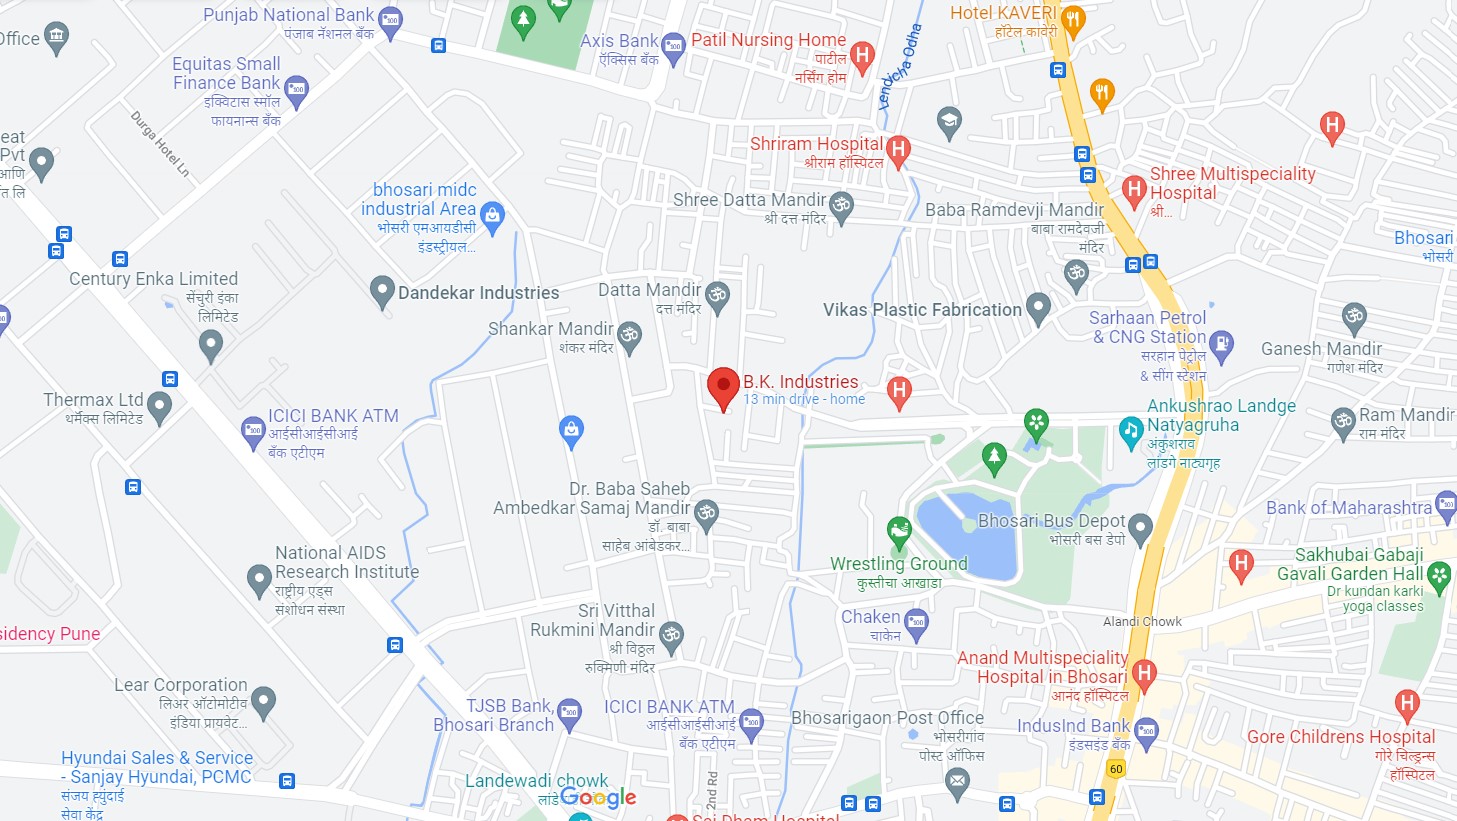 Punjab National Bank
पंजाब नॅशनल बँक
Office
Equitas Small
Finance Bank
इक्विटास स्मॉल
फायनान्स बँक
Axis Bank
ऍक्सिस बँक
Patil Nursing Home
पाटील
नर्सिंग होम
Lendicha Odha
Hotel KAVERI
हॉटेल कावेरी
Durga Hotel Ln
eat
Pvt
आणि
त लि
bhosari midc
industrial Area
भोसरी एमआयडीसी
इंडस्ट्रीयल...
Shriram Hospital
श्रीराम हॉस्पिटल
Shree Datta Mandir
श्री दत्त मंदिर
Shree Multispeciality
Hospital
श्री...
Baba Ramdevji Mandir
बाबा रामदेवजी
मंदिर
Bhosari
भोसरी
Century Enka Limited
सेंचुरी इंका
लिमिटेड
Dandekar Industries
Datta Mandir
दत्त मंदिर
Shankar Mandir
शंकर मंदिर
Vikas Plastic Fabrication
Sarhaan Petrol
& CNG Station
सरहान पेट्रोल
& सींग स्टेशन
Ganesh Mandir
गणेश मंदिर
B.K. Industries
13 min drive - home
Thermax Ltd
थर्मॅक्स लिमिटेड
ICICI BANK ATM
आईसीआईसीआई
बँक एटीएम
Ankushrao Landge
Natyagruha
अंकुशराव
लांडगे नाट्यगृह
Ram Mandir
राम मंदिर
Dr. Baba Saheb
Ambedkar Samaj Mandir
डॉ. बाबा
साहेब आंबेडकर...
Bhosari Bus Depot
भोसरी बस डेपो
Bank of Maharashtra
National AIDS
Research Institute
राष्ट्रीय एड्स
संशोधन संस्था
Wrestling Ground
कुस्तीचा आखाडा
Sakhubai Gabaji
Gavali Garden Hall
Dr kundan karki
yoga classes
sidency Pune
Sri Vitthal
Rukmini Mandir
श्री विठ्ठल
रुक्मिणी मंदिर
Chaken
चाकेन
Alandi Chowk
Anand Multispeciality
Hospital in Bhosari
आनंद हॉस्पिटल
Lear Corporation
लिअर ऑटोमोटीव
इंडिया प्रायवेट...
TJSB Bank,
Bhosari Branch
ICICI BANK ATM
आईसीआईसीआई
बँक एटीएम
Bhosarigaon Post Office
भोसरीगांव
पोस्ट ऑफिस
IndusInd Bank
इंडसइंड बँक
Gore Childrens Hospital
गोरे चिल्ड्रन्स
हॉस्पिटल
Hyundai Sales & Service
- Sanjay Hyundai, PCMC
संजय ह्युंदाई
सेवा केंद्र
Landewadi chowk
लांडे
Google
2nd Rd
60
Sai Dham Hospital